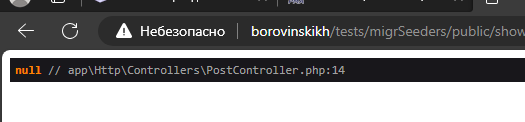 Небезопасно
borovinskikh/tests/migrSeeders/public/show
null // app\Http\Controllers\PostController.php:14